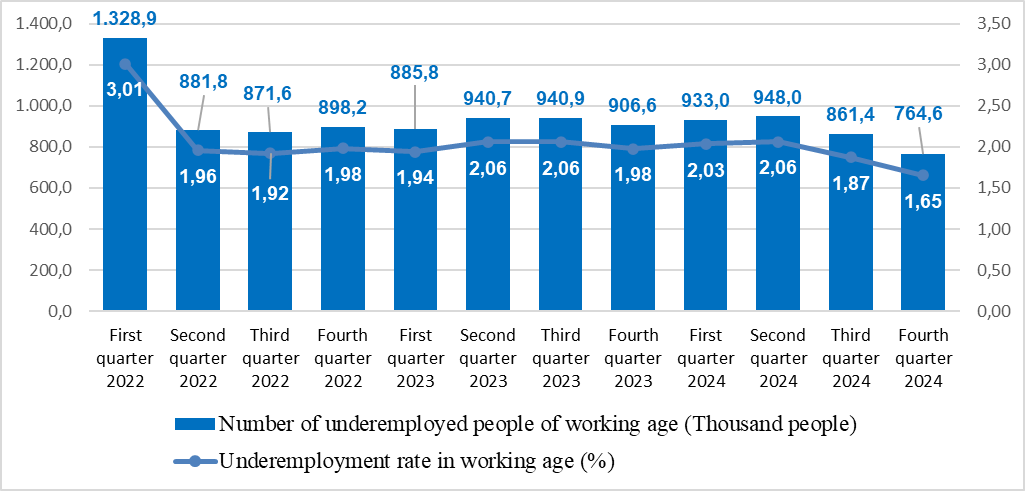 1.328,9
881,8
871,6
898,2
885,8
940,7
940,9
906,6
933,0
948,0
861,4
764,6
3,01
1,96
1,92
1,98
1,94
2,06
2,06
1,98
2,03
2,06
1,87
1,65
1.400,0
1.200,0
1.000,0
800,0
600,0
400,0
200,0
0,0
3,50
3,00
2,50
2,00
1,50
1,00
0,50
0,00
First
quarter
2022
Second
quarter
2022
Third
quarter
2022
Fourth
quarter
2022
First
quarter
2023
Second
quarter
2023
Third
quarter
2023
Fourth
quarter
2023
First
quarter
2024
Second
quarter
2024
Third
quarter
2024
Fourth
quarter
2024
Number of underemployed people of working age (Thousand people)
Underemployment rate in working age (%)